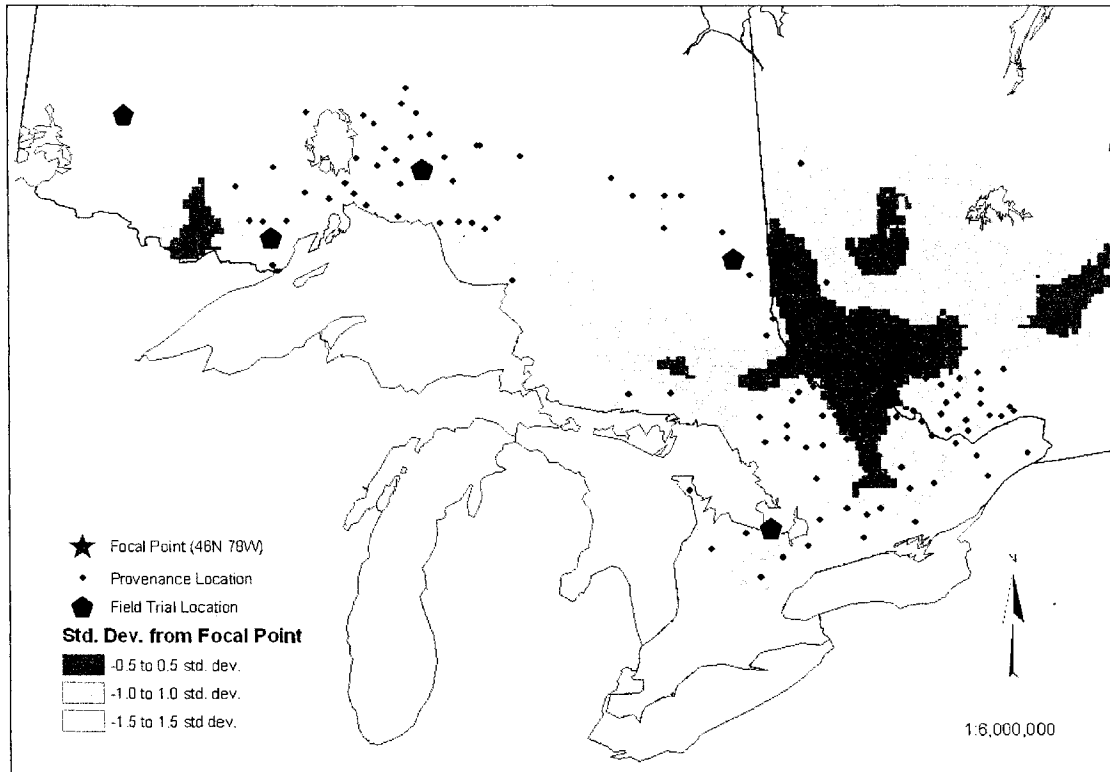 Focal Point (46N 78W)
Provenance Location
Field Trial Location
Std. Dev. from Focal Point
-0.5 to 0.5 std. dev.
-1.0 to 1.0 std. dev.
-1.5 to 1.5 std dev.
N
1:6,000,000